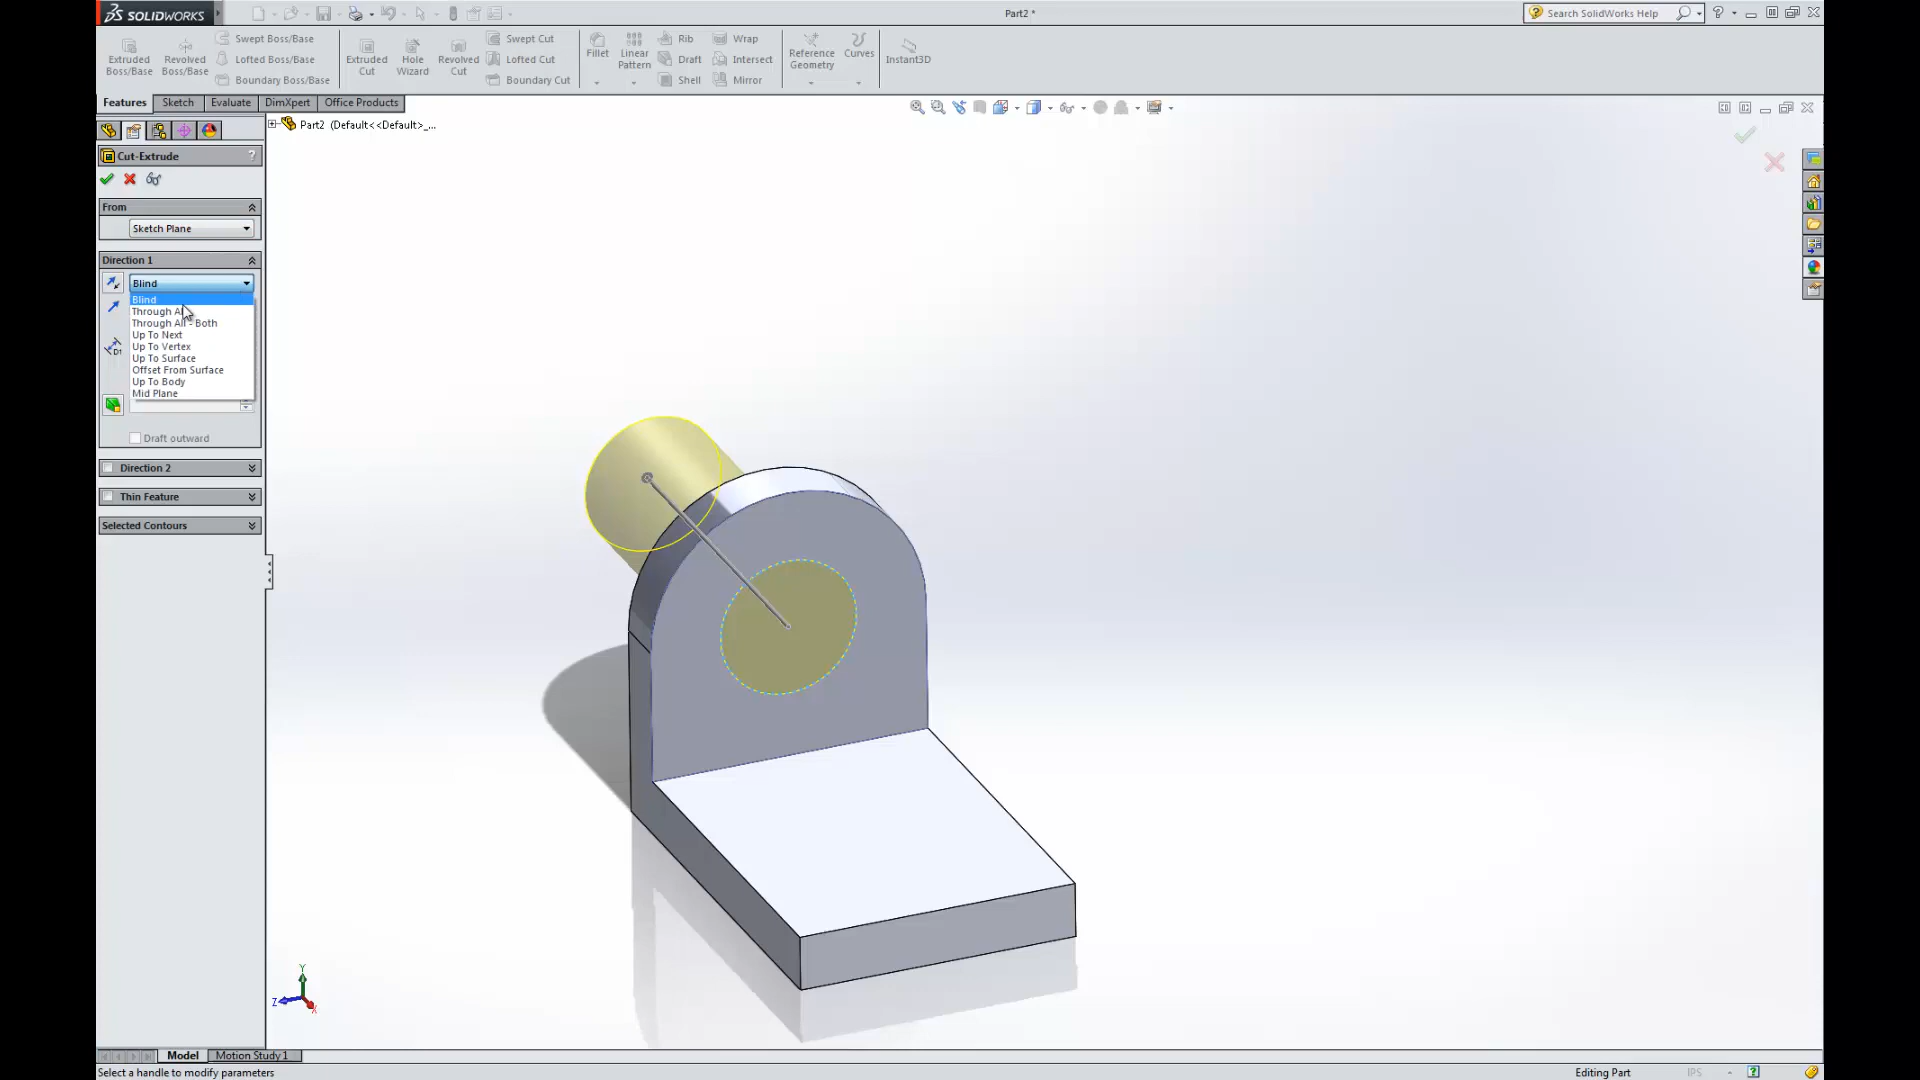 SOLIDWORKS
Part2 *
Search SolidWorks Help
Extruded Boss/Base
Revolved Boss/Base
Swept Boss/Base
Lofted Boss/Base
Boundary Boss/Base
Extruded Cut
Hole Wizard
Revolved Cut
Swept Cut
Lofted Cut
Boundary Cut
Fillet
Linear Pattern
Rib
Draft
Shell
Wrap
Intersect
Mirror
Reference Geometry
Curves
Instant3D
Features
Sketch
Evaluate
DimXpert
Office Products
Part2 (Default<<Default>_...
Cut-Extrude
?
From
Sketch Plane
Direction 1
Blind
Blind
Through All
Through All - Both
Up To Next
Up To Vertex
Up To Surface
Offset From Surface
Up To Body
Mid Plane
D1
Draft outward
Direction 2
Thin Feature
Selected Contours
Y
Z
X
Model
Motion Study 1
Select a handle to modify parameters
Editing Part
IPS
-